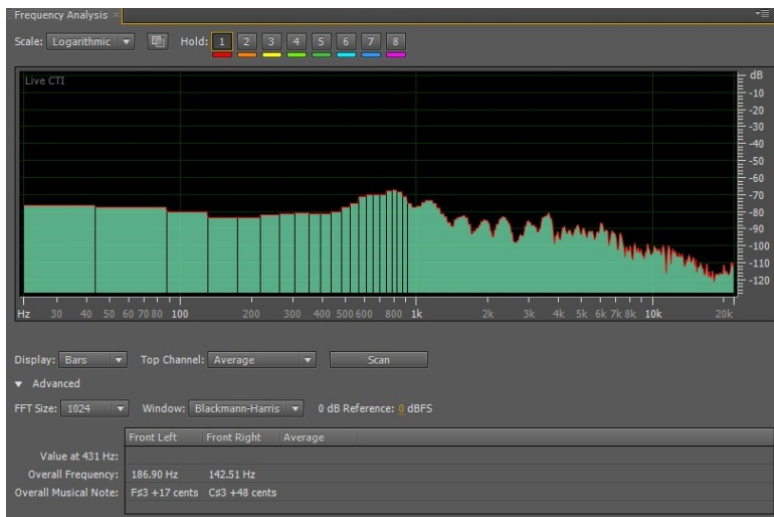 Frequency Analysis ×
Scale: Logarithmic Hold: 1 2 3 4 5 6 7 8
Live CTI
dB
-10
-20
-30
-40
-50
-60
-70
-80
-90
-100
-110
-120
Hz 30 40 50 60 70 80 100 200 300 400 500 600 800 1k 2k 3k 4k 5k 6k 7k 8k 10k 20k
Display: Bars Top Channel: Average Scan
Advanced
FFT Size: 1024 Window: Blackmann-Harris 0 dB Reference: 0 dBFS
Front Left Front Right Average
Value at 431 Hz:
Overall Frequency: 186.90 Hz 142.51 Hz
Overall Musical Note: F♯3 +17 cents C♯3 +48 cents